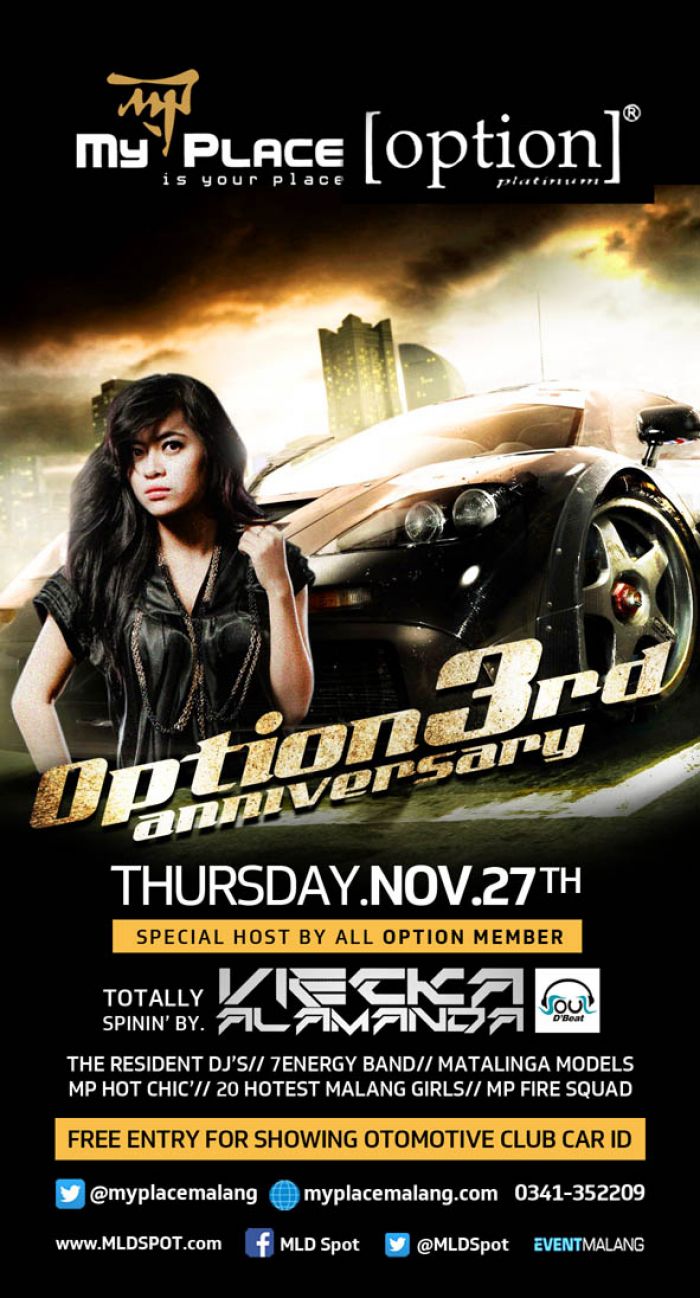 mp
My PLACE
is your place
[option]®
platinum
Option 3rd
anniversary
THURSDAY.NOV.27TH
SPECIAL HOST BY ALL OPTION MEMBER
TOTALLY
SPININ' BY.
VIECKA
ALAMANDA
Soul
D'Beat
THE RESIDENT DJ'S// 7ENERGY BAND// MATALINGA MODELS
MP HOT CHIC'// 20 HOTEST MALANG GIRLS// MP FIRE SQUAD
FREE ENTRY FOR SHOWING OTOMOTIVE CLUB CAR ID
@myplacemalang myplacemalang.com 0341-352209
www.MLDSPOT.com MLD Spot @MLDSpot EVENTMALANG